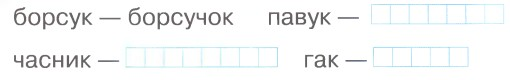 борсук — борсучок павук —
часник — гак —